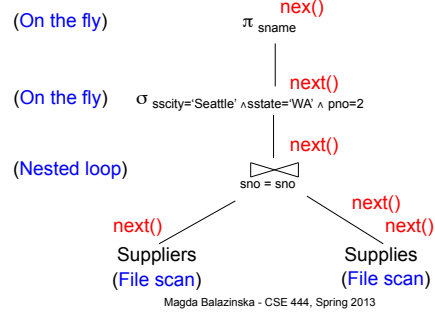 nex()
(On the fly) π sname
next()
(On the fly) σ sscity='Seattle' ∧sstate='WA' ∧ pno=2
next()
(Nested loop)
sno = sno
next()
next() next()
Suppliers Supplies
(File scan) (File scan)
Magda Balazinska - CSE 444, Spring 2013